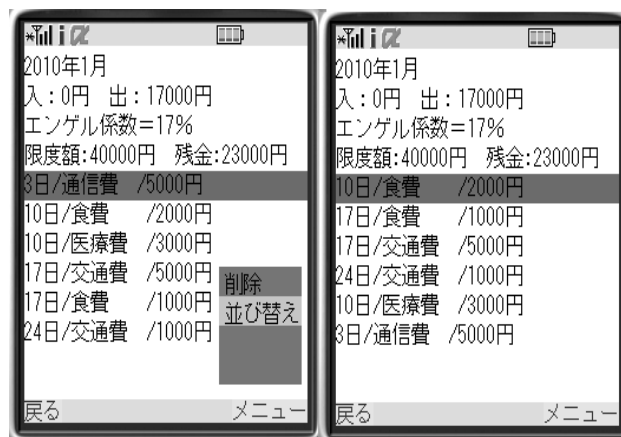 2010年1月
入：0円 出：17000円
エンゲル係数=17%
限度額:40000円 残金:23000円
3日/通信費 /5000円
10日/食費 /2000円
10日/医療費 /3000円
17日/交通費 /5000円
17日/食費 /1000円
24日/交通費 /1000円
削除
並び替え
戻る メニュー
2010年1月
入：0円 出：17000円
エンゲル係数=17%
限度額:40000円 残金:23000円
10日/食費 /2000円
17日/食費 /1000円
17日/交通費 /5000円
24日/交通費 /1000円
10日/医療費 /3000円
3日/通信費 /5000円
戻る メニュー